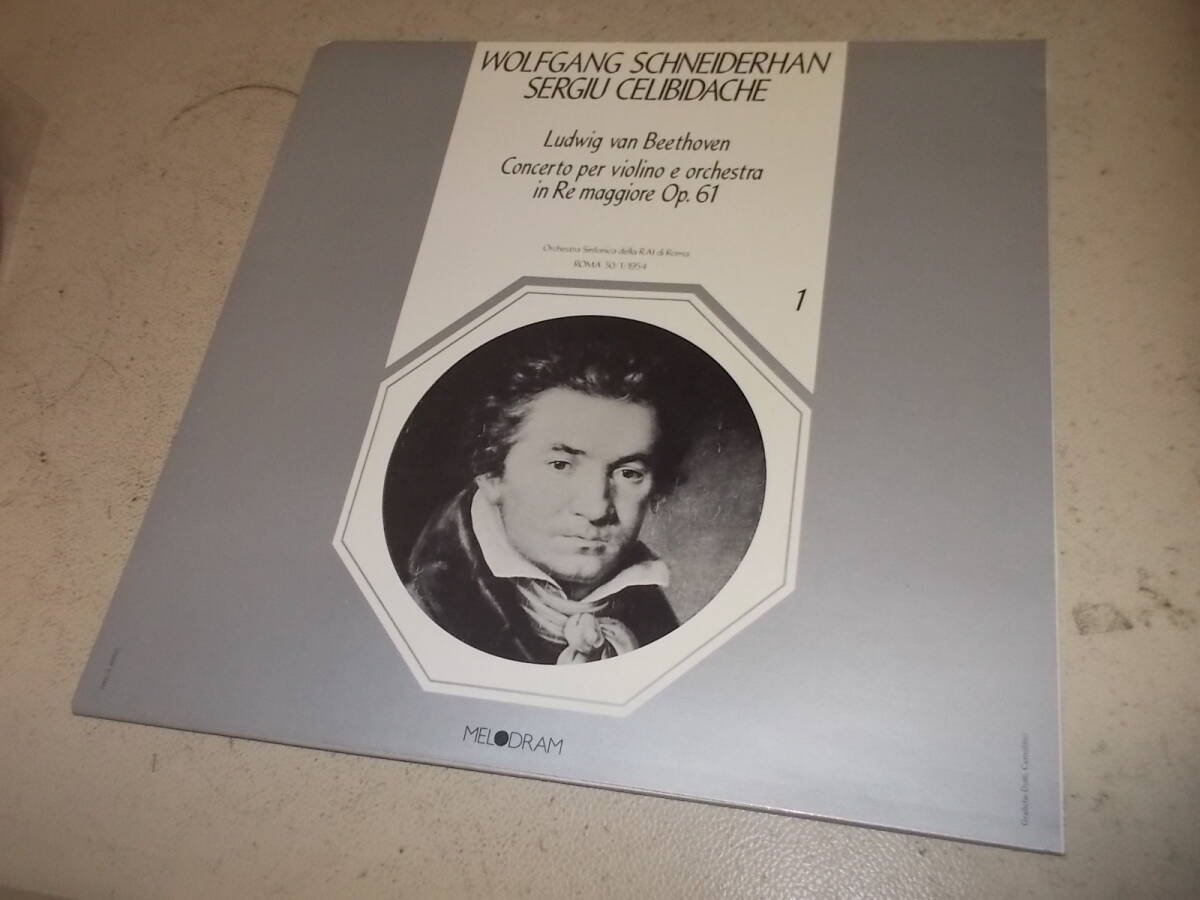 WOLFGANG SCHNEIDERHAN
SERGIU CELIBIDACHE
Ludwig van Beethoven
Concerto per violino e orchestra
in Re maggiore Op. 61
Orchestra Sinfonica della RAI di Roma
ROMA 30/1/1954
1
MELODRAM